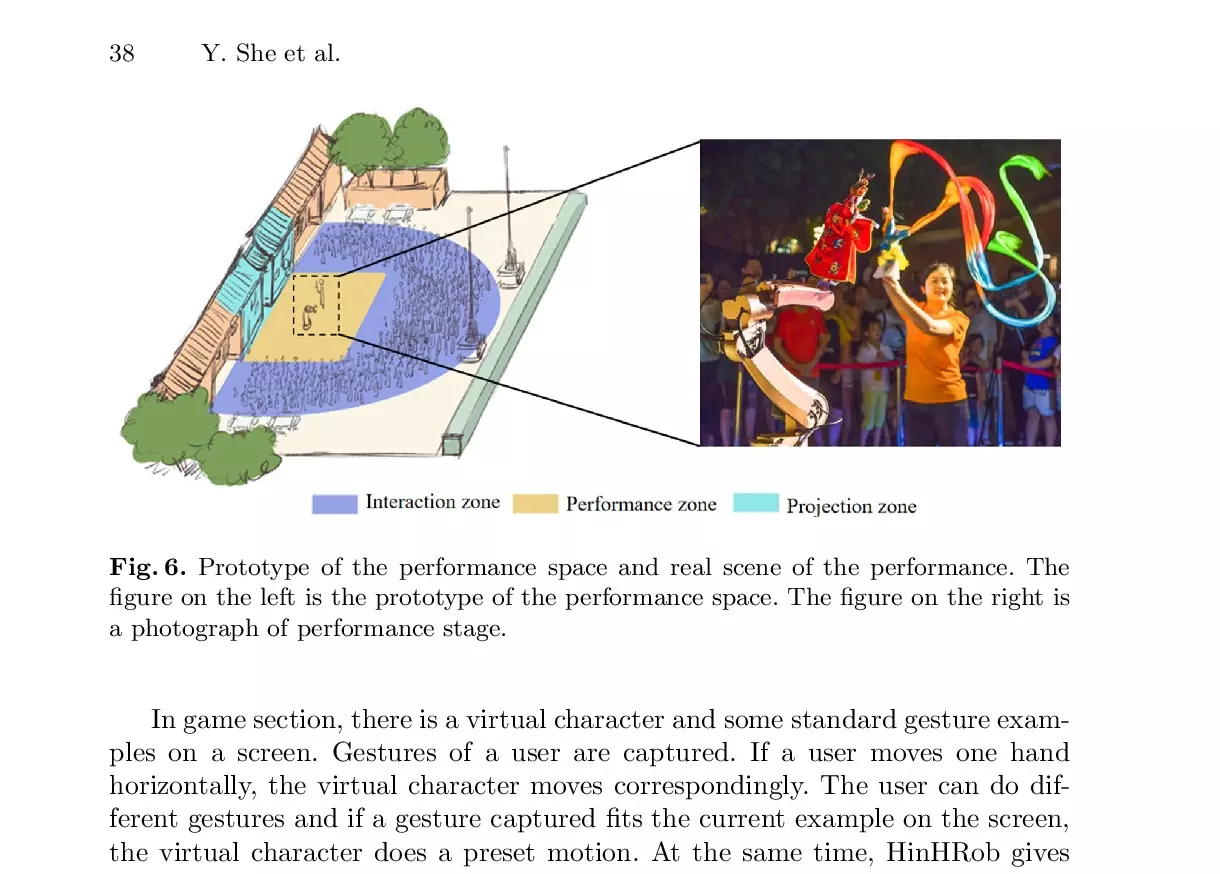 38 Y. She et al.
Interaction zone Performance zone Projection zone
Fig. 6. Prototype of the performance space and real scene of the performance. The
figure on the left is the prototype of the performance space. The figure on the right is
a photograph of performance stage.
In game section, there is a virtual character and some standard gesture exam-
ples on a screen. Gestures of a user are captured. If a user moves one hand
horizontally, the virtual character moves correspondingly. The user can do dif-
ferent gestures and if a gesture captured fits the current example on the screen,
the virtual character does a preset motion. At the same time, HinHRob gives